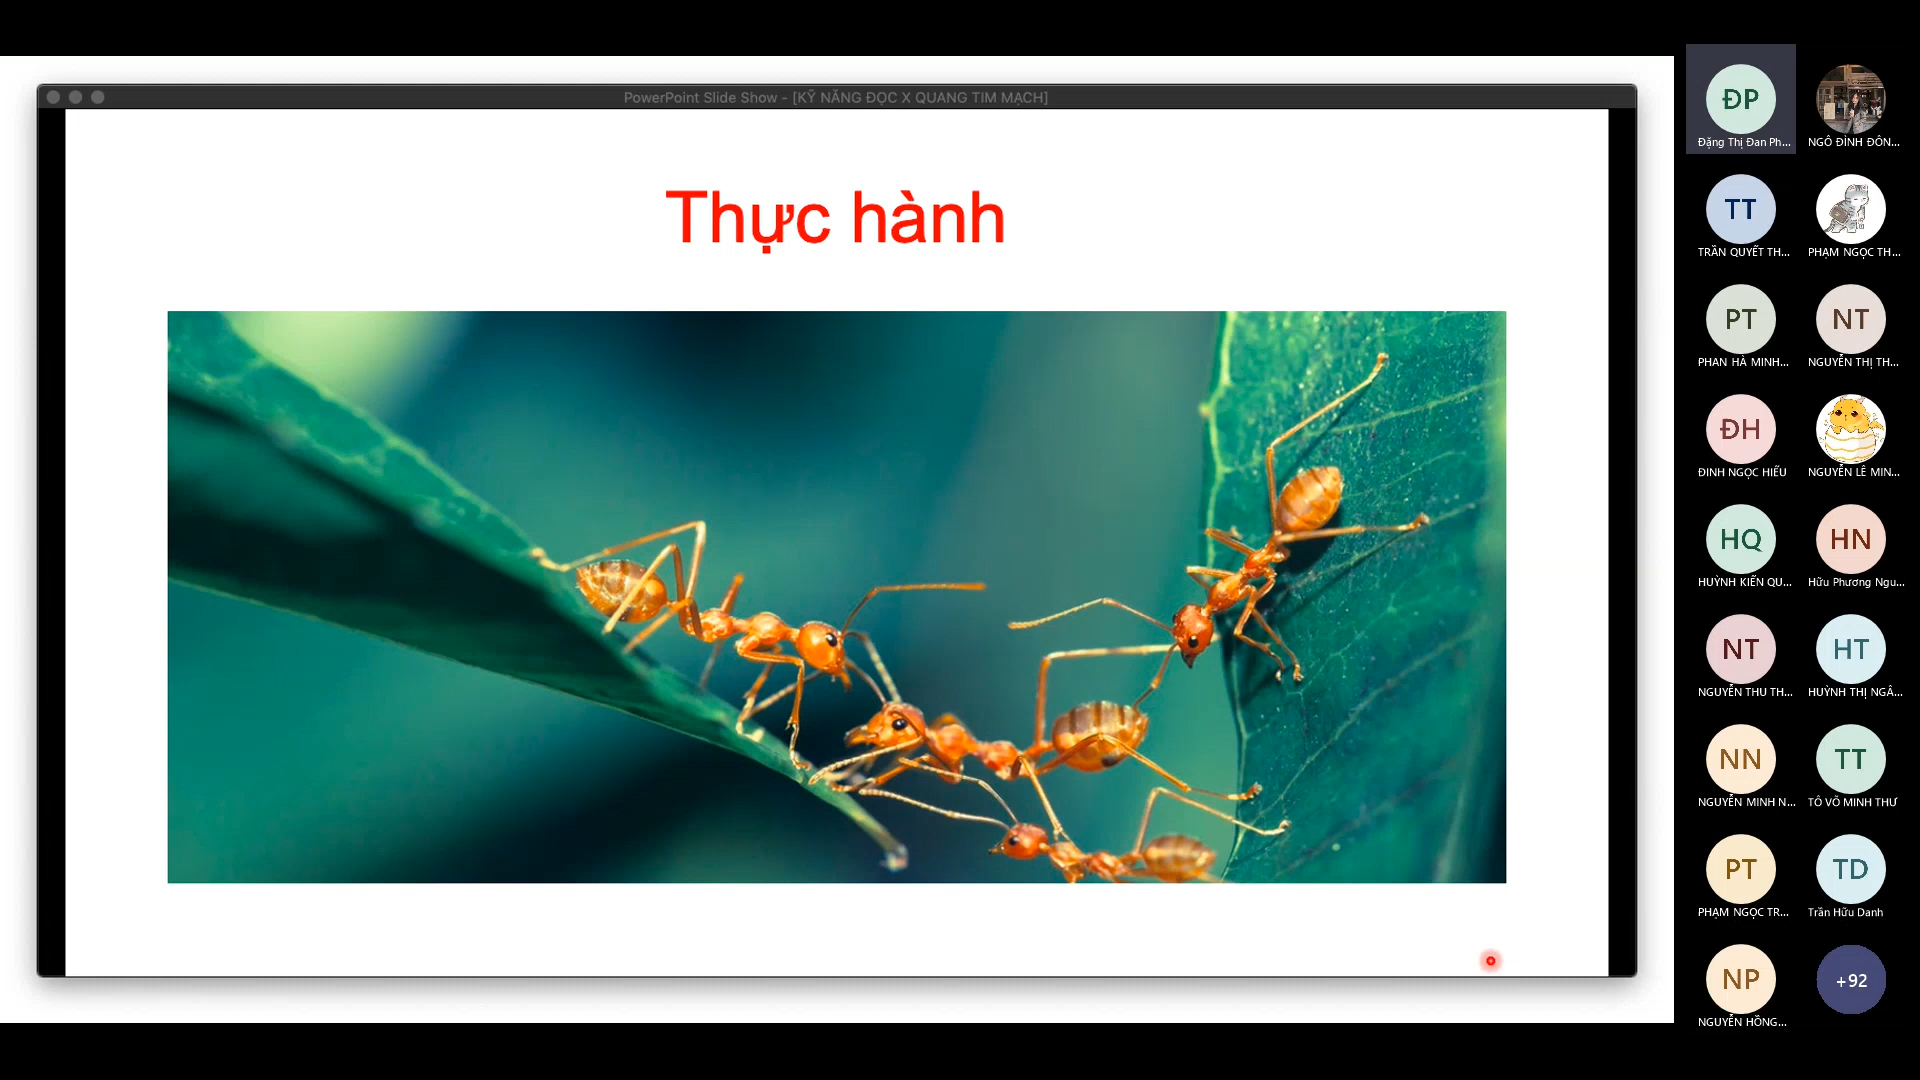 PowerPoint Slide Show - [KỸ NĂNG ĐỌC X QUANG TIM MẠCH]
Thực hành
ĐP
Đặng Thị Đan Ph...
NGÔ ĐÌNH ĐÔN...
TT
TRẦN QUYẾT TH...
PHẠM NGỌC TH...
PT
PHAN HÀ MINH...
NT
NGUYỄN THỊ TH...
ĐH
ĐINH NGỌC HIẾU
NGUYỄN LÊ MIN...
HQ
HUỲNH KIẾN QU...
HN
Hữu Phương Ngu...
NT
NGUYỄN THU TH...
HT
HUỲNH THỊ NGÂ...
NN
NGUYỄN MINH N...
TT
TÔ VÕ MINH THƯ
PT
PHẠM NGỌC TR...
TD
Trần Hữu Danh
NP
NGUYỄN HỒNG...
+92